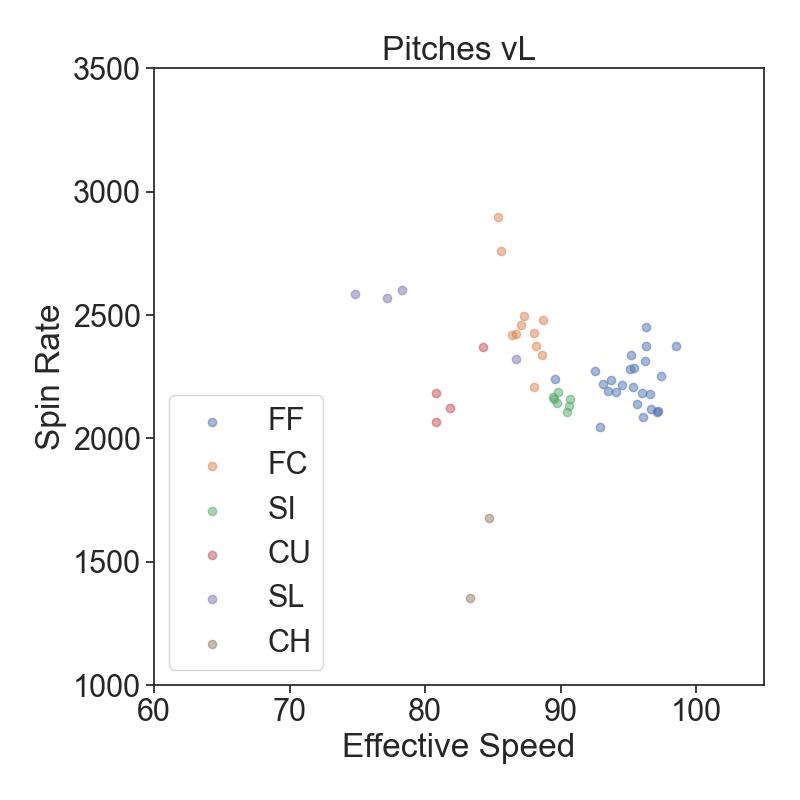 Pitches vL
3500
3000
2500
2000
1500
1000
Spin Rate
FF
FC
SI
CU
SL
CH
60 70 80 90 100
Effective Speed